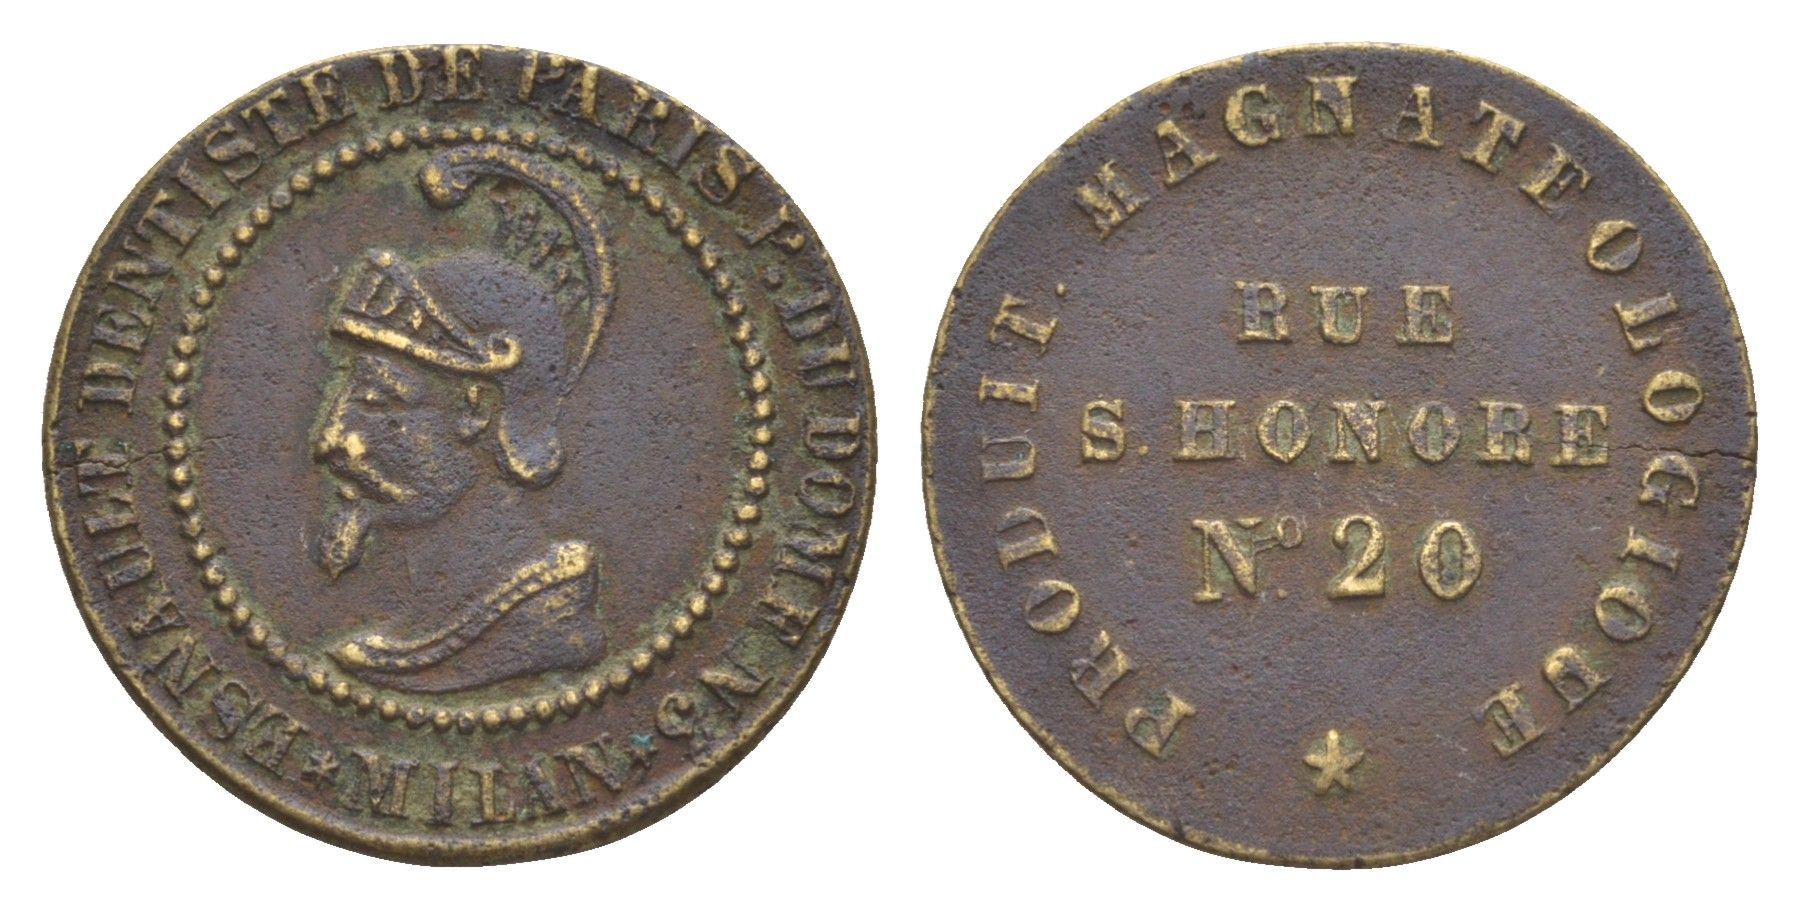 ESNAULT DENTISTE DE PARIS P. DU DOME N 5
* MILAN *
PRODUIT. MAGNATEOLOGIQUE
RUE
S. HONORE
N.º 20